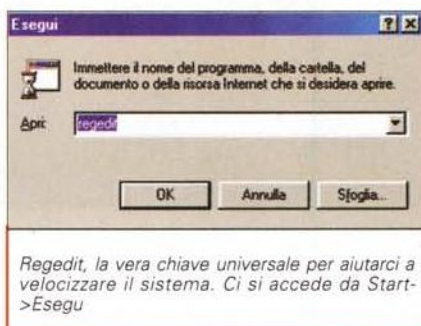 Esegui
Immettere il nome del programma, della cartella, del
documento o della risorsa Internet che si desidera aprire.
Apri:
regedit
OK
Annulla
Sfoglia...
Regedit, la vera chiave universale per aiutarci a
velocizzare il sistema. Ci si accede da Start-
>Esegu